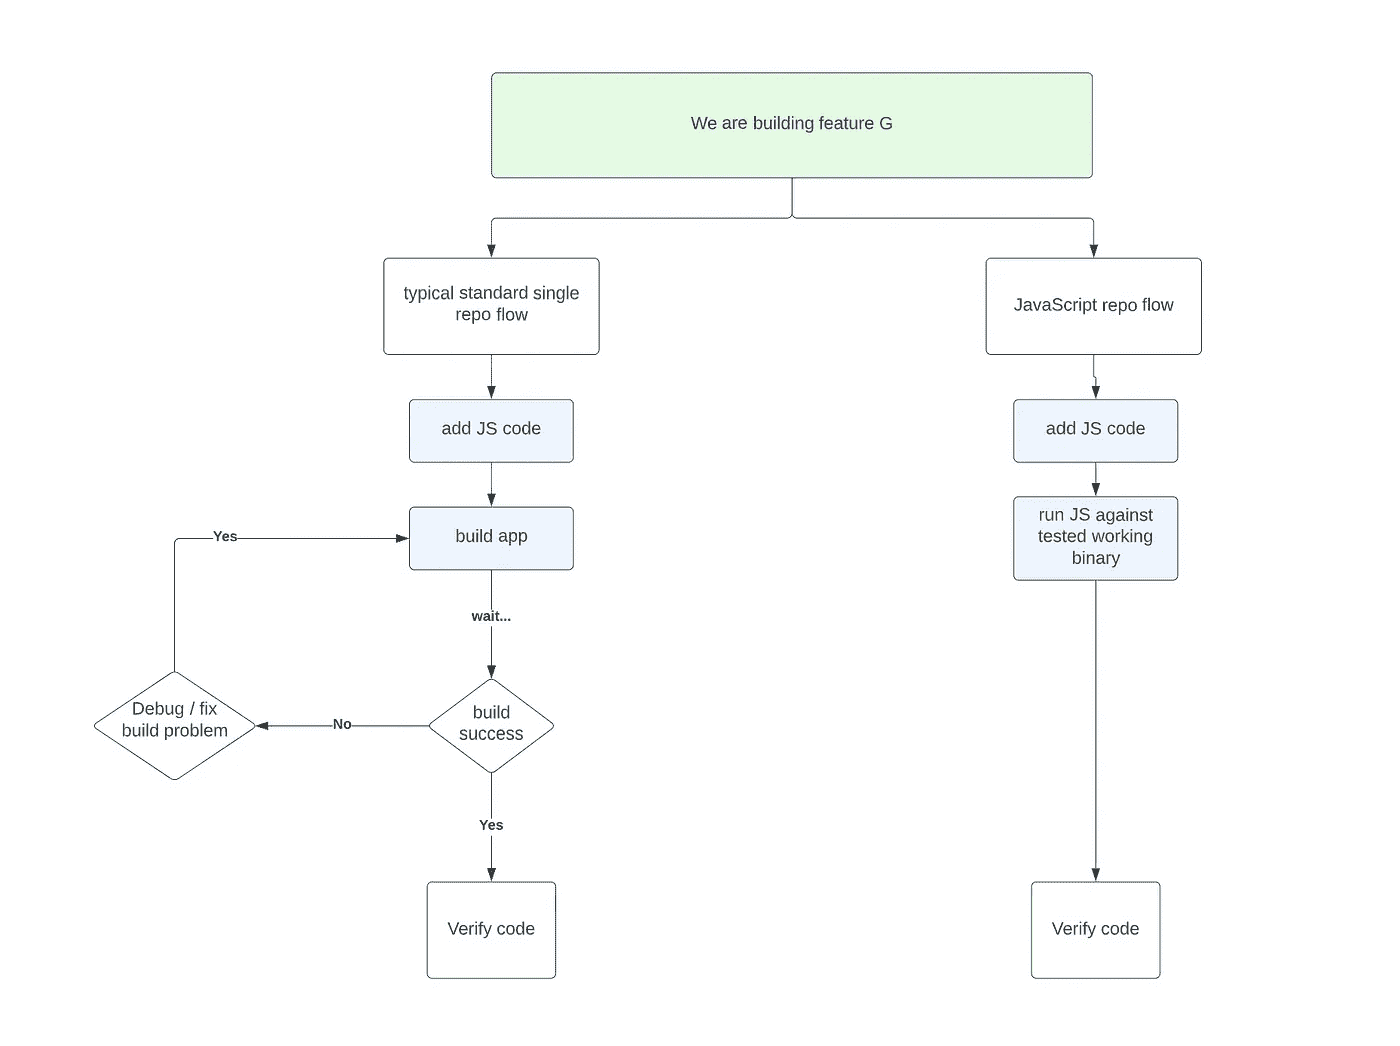 We are building feature G
typical standard single
repo flow
JavaScript repo flow
add JS code
add JS code
build app
run JS against
tested working
binary
Yes
wait...
Debug / fix
build problem
No
build
success
Yes
Verify code
Verify code